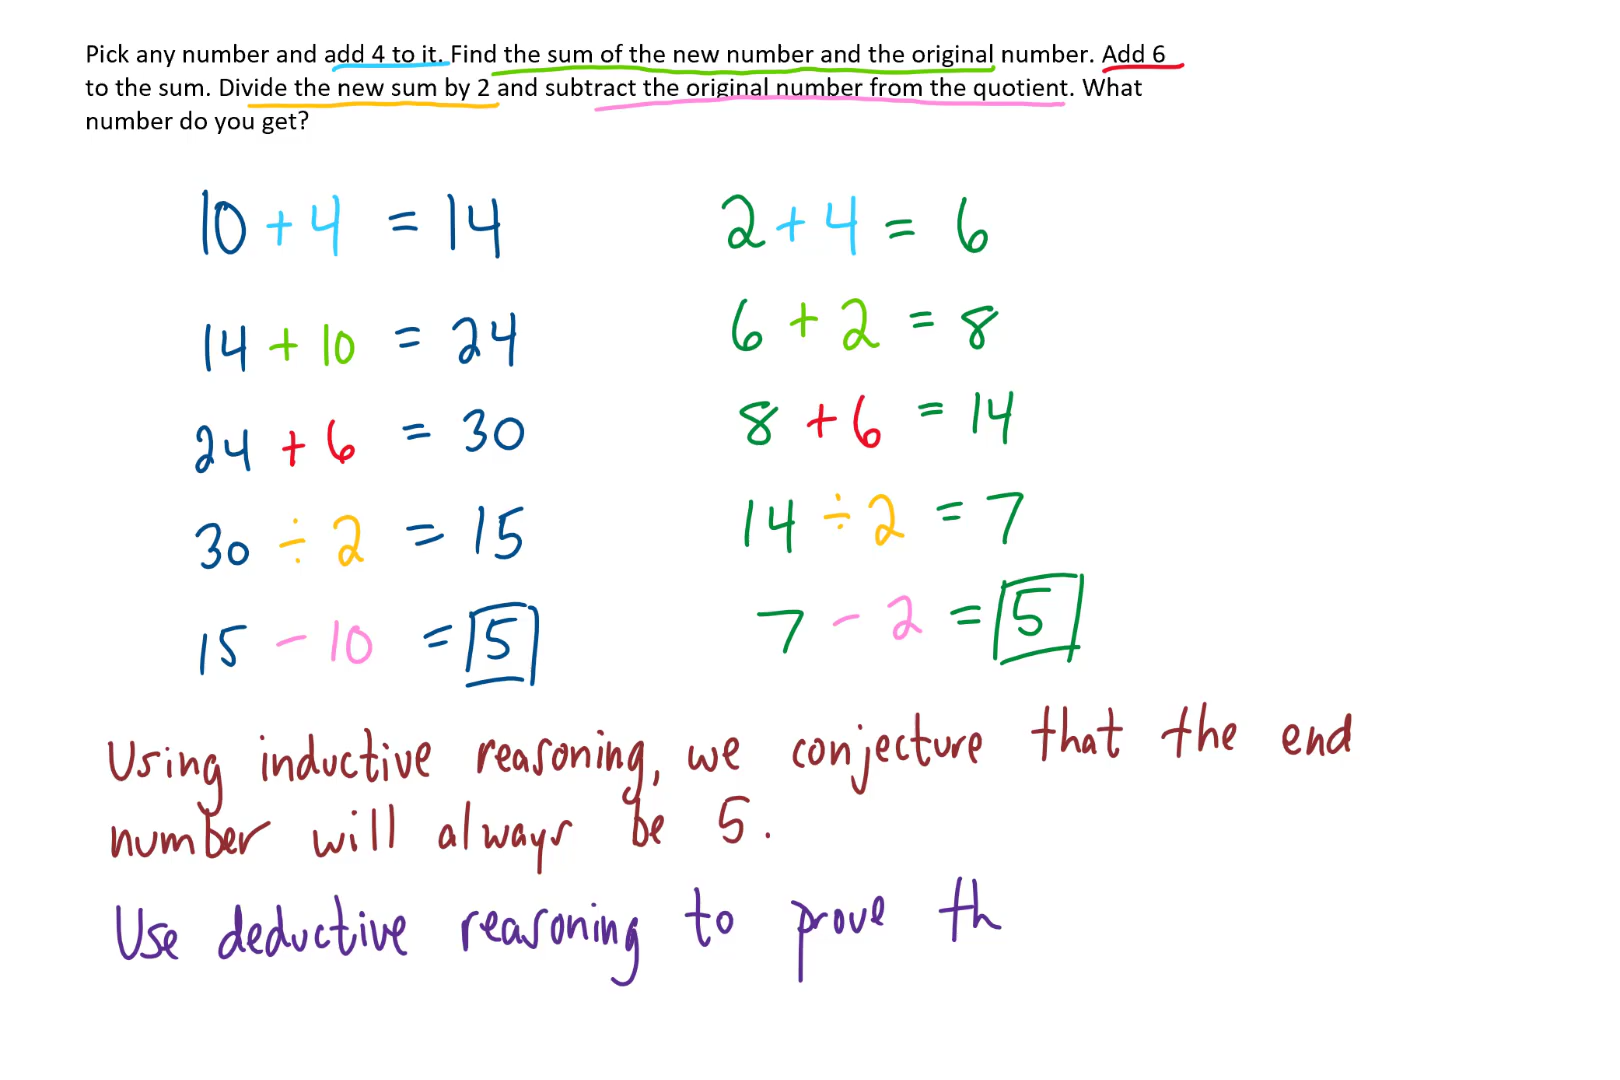 Pick any number and add 4 to it. Find the sum of the new number and the original number. Add 6
to the sum. Divide the new sum by 2 and subtract the original number from the quotient. What
number do you get?
10 + 4 = 14
14 + 10 = 24
24 + 6 = 30
30 ÷ 2 = 15
15 - 10 = 5
2 + 4 = 6
6 + 2 = 8
8 + 6 = 14
14 ÷ 2 = 7
7 - 2 = 5
Using inductive reasoning, we conjecture that the end
number will always be 5.
Use deductive reasoning to prove th